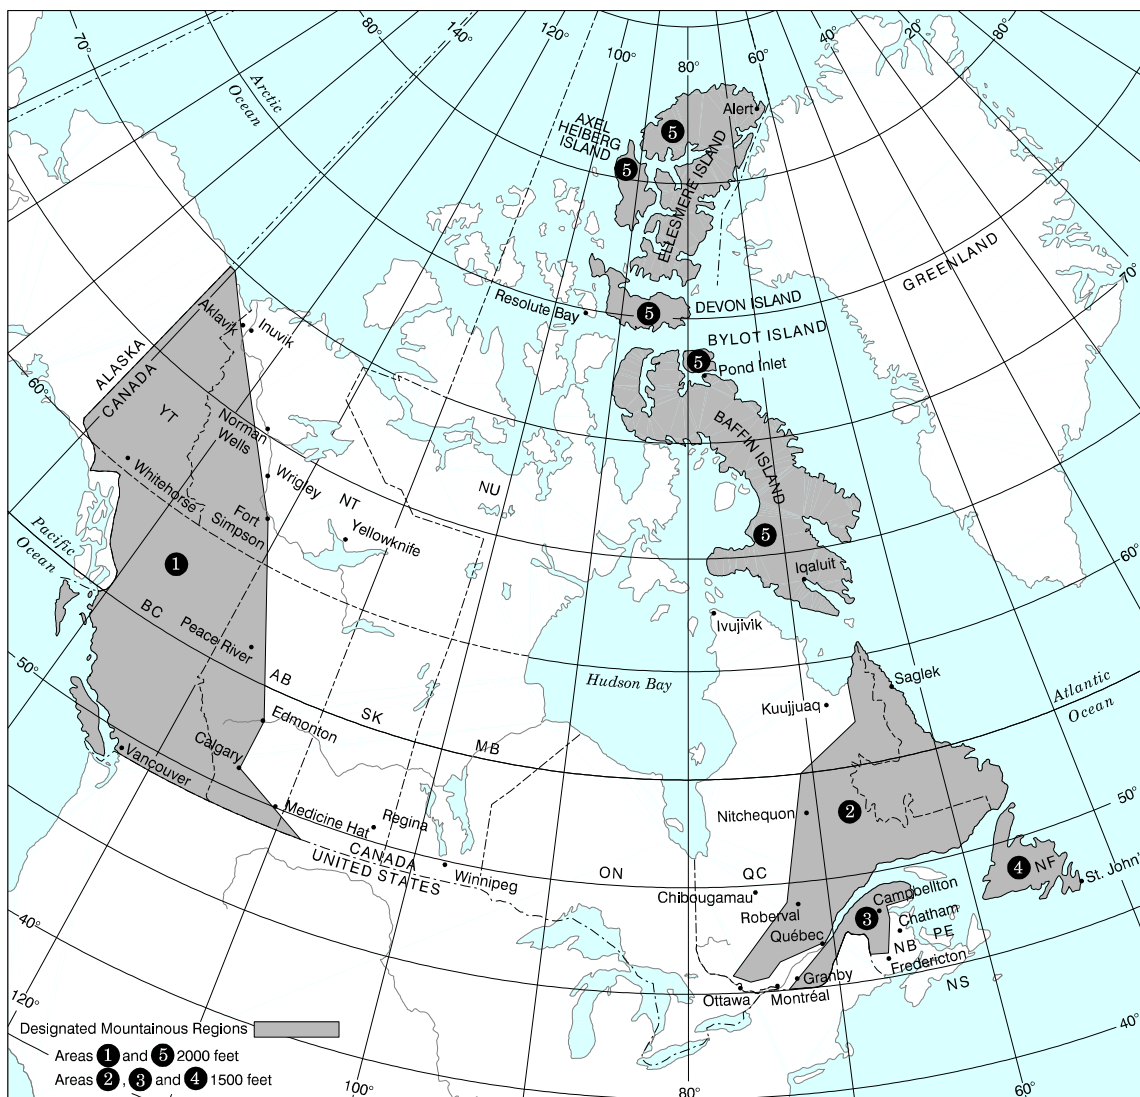 70°
80°
140°
120°
100°
80°
60°
40°
20°
80°
Arctic
Ocean
AXEL
HEIBERG
ISLAND
5
5
Alert
ELLESMERE ISLAND
GREENLAND
70°
Resolute Bay
5
DEVON ISLAND
BYLOT ISLAND
5
Pond Inlet
BAFFIN ISLAND
5
Iqaluit
Aklavik
Inuvik
ALASKA
CANADA
60°
YT
Norman
Wells
Wrigley
NT
NU
Whitehorse
Fort
Simpson
Yellowknife
Pacific
Ocean
1
BC
Peace River
AB
SK
MB
Hudson Bay
Ivujivik
60°
Saglek
Kuujjuaq
Atlantic
Ocean
50°
Edmonton
Calgary
Vancouver
Medicine Hat
Regina
CANADA
UNITED STATES
Winnipeg
ON
QC
Nitchequon
2
50°
4
NF
St. John'
Chibougamau
Roberval
Québec
Campbellton
3
Chatham
PE
NB
Fredericton
NS
Granby
Montréal
Ottawa
40°
40°
120°
100°
80°
60°
Designated Mountainous Regions
Areas 1 and 5 2000 feet
Areas 2, 3 and 4 1500 feet